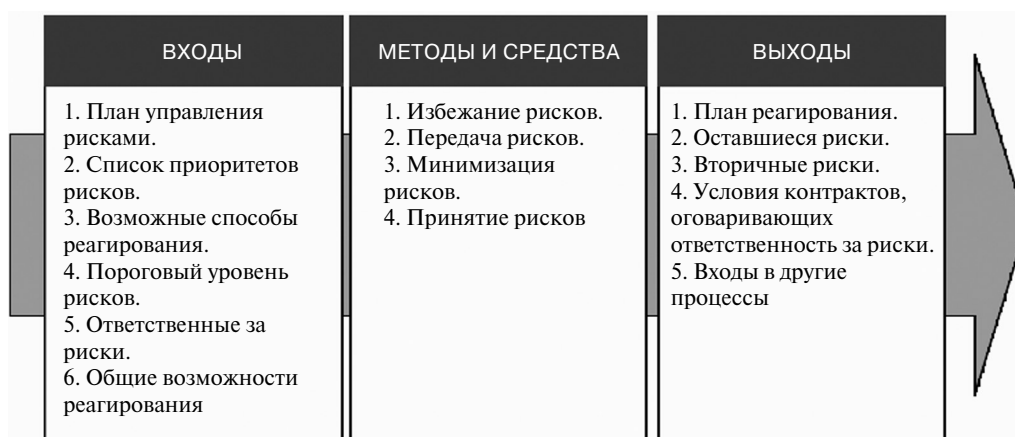 ВХОДЫ
1. План управления
рисками.
2. Список приоритетов
рисков.
3. Возможные способы
реагирования.
4. Пороговый уровень
рисков.
5. Ответственные за
риски.
6. Общие возможности
реагирования
МЕТОДЫ И СРЕДСТВА
1. Избежание рисков.
2. Передача рисков.
3. Минимизация
рисков.
4. Принятие рисков
ВЫХОДЫ
1. План реагирования.
2. Оставшиеся риски.
3. Вторичные риски.
4. Условия контрактов,
оговаривающих
ответственность за риски.
5. Входы в другие
процессы